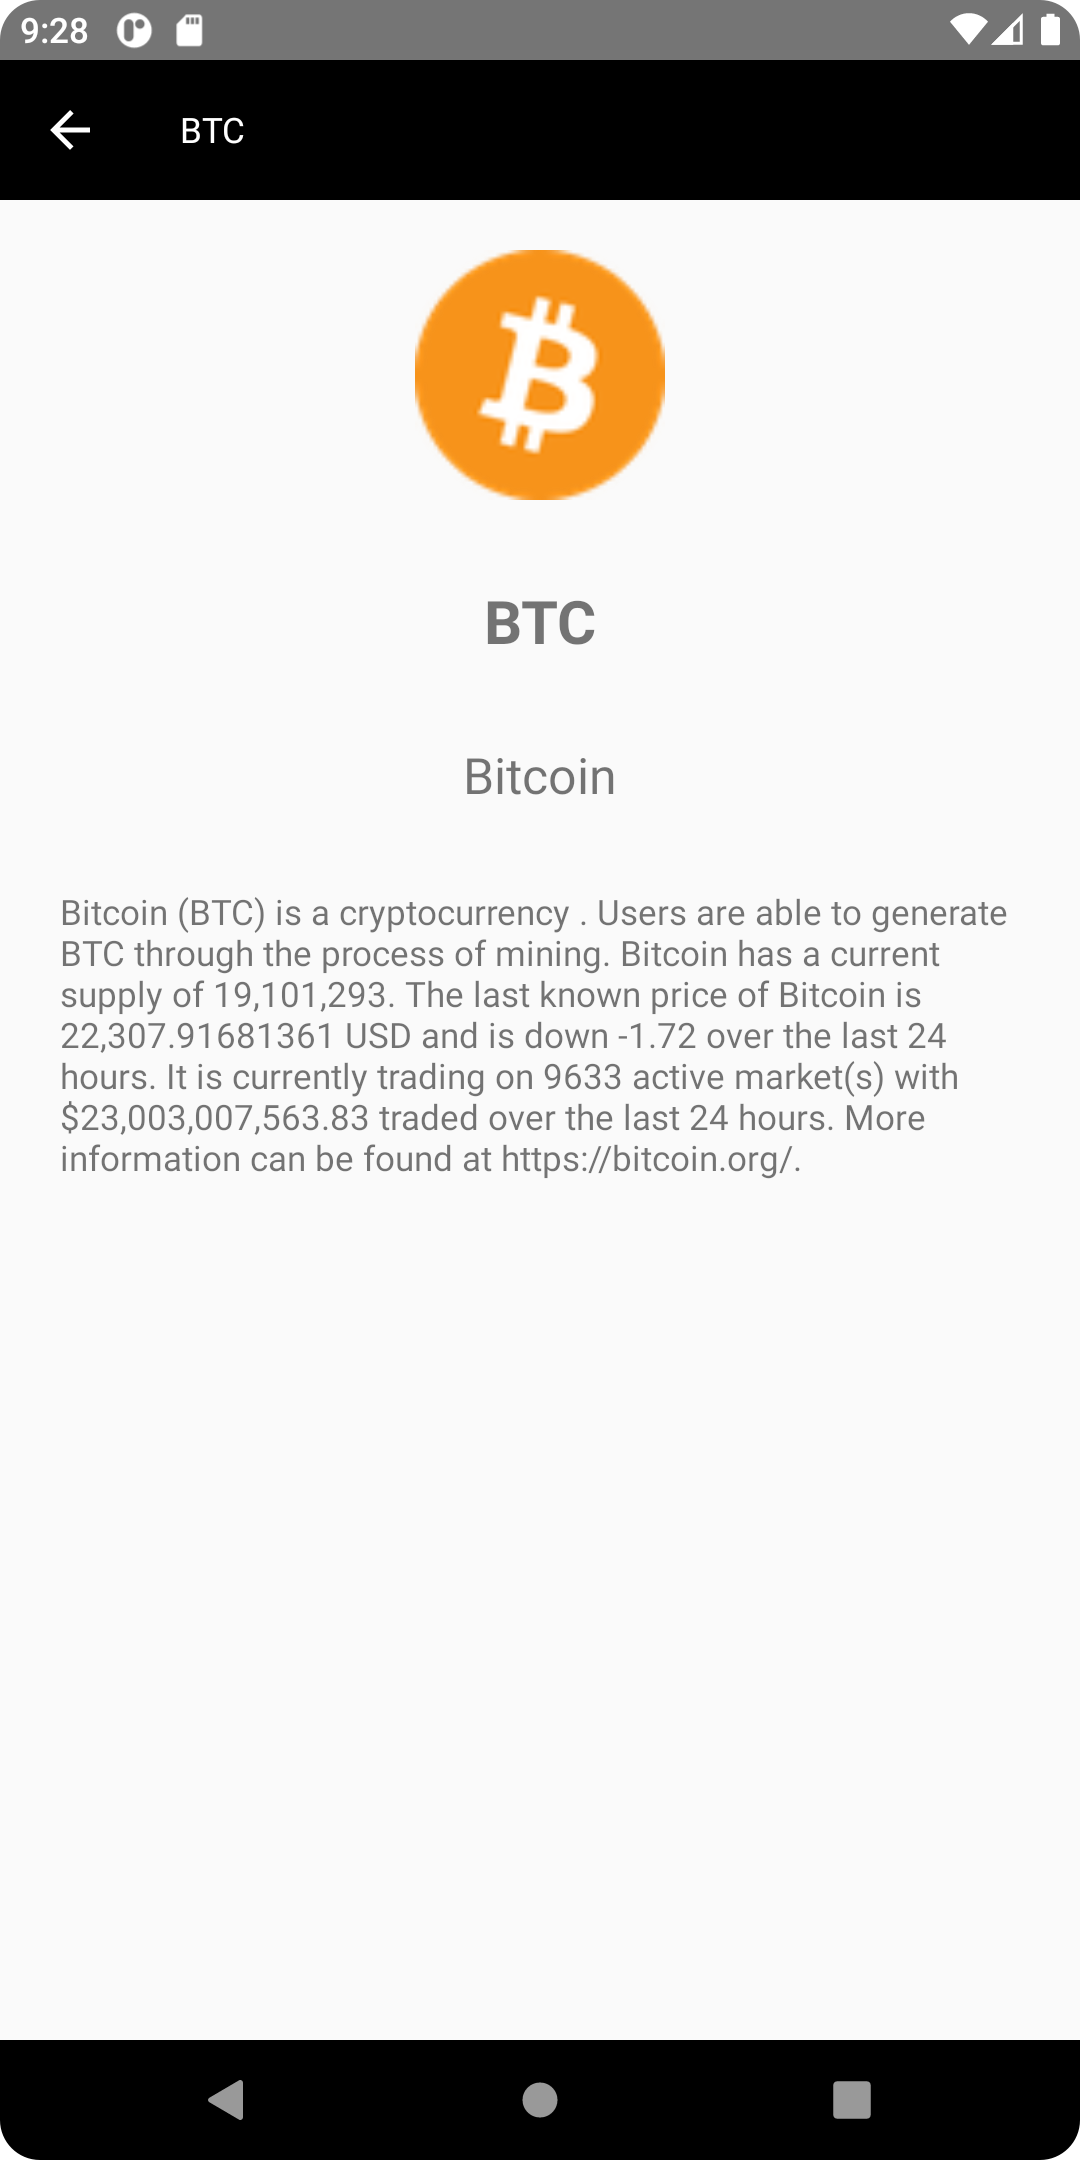 9:28
BTC
BTC
Bitcoin
Bitcoin (BTC) is a cryptocurrency . Users are able to generate
BTC through the process of mining. Bitcoin has a current
supply of 19,101,293. The last known price of Bitcoin is
22,307.91681361 USD and is down -1.72 over the last 24
hours. It is currently trading on 9633 active market(s) with
$23,003,007,563.83 traded over the last 24 hours. More
information can be found at https://bitcoin.org/.